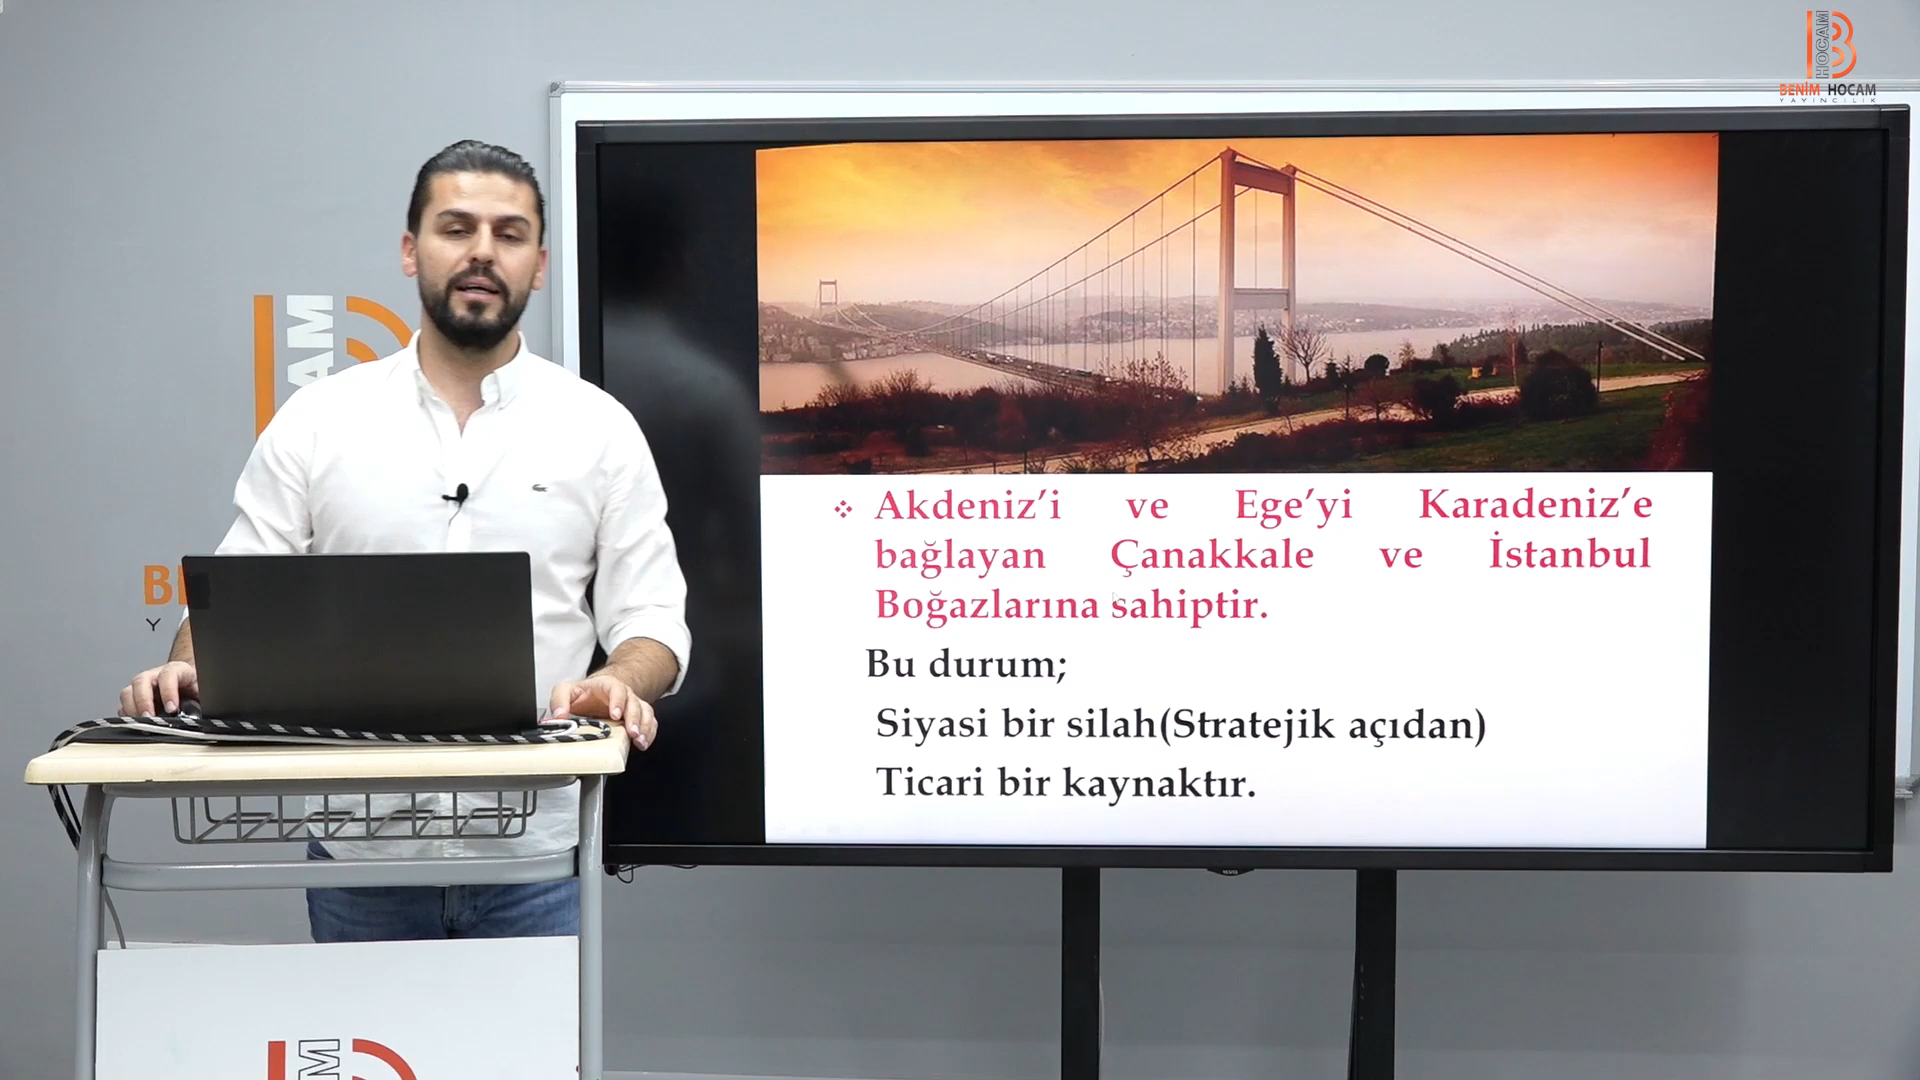 HOCAM
BENİM HOCAM
YAYINCILIK
Akdeniz’i ve Ege’yi Karadeniz’e
bağlayan Çanakkale ve İstanbul
Boğazlarına sahiptir.
Bu durum;
Siyasi bir silah(Stratejik açıdan)
Ticari bir kaynaktır.